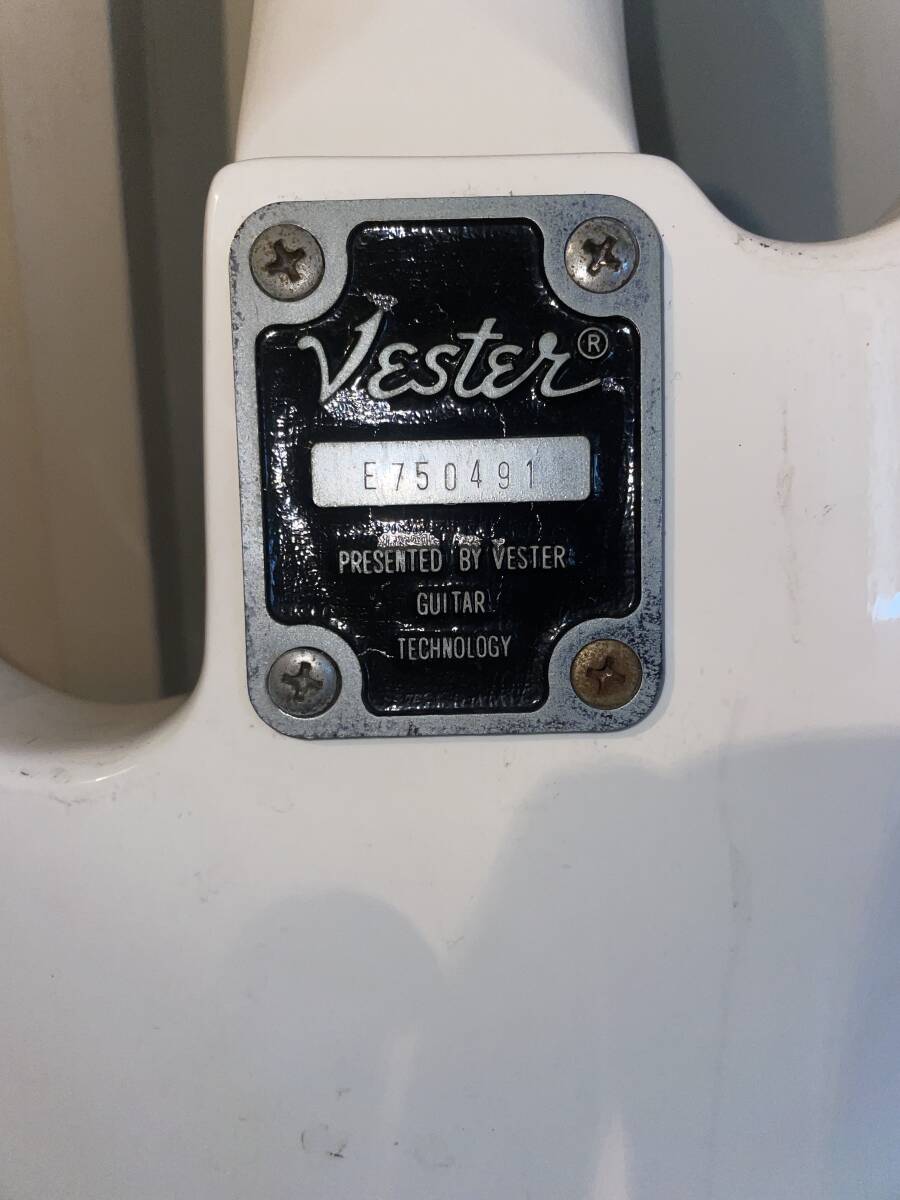 Vester®
E750491
PRESENTED BY VESTER
GUITAR
TECHNOLOGY